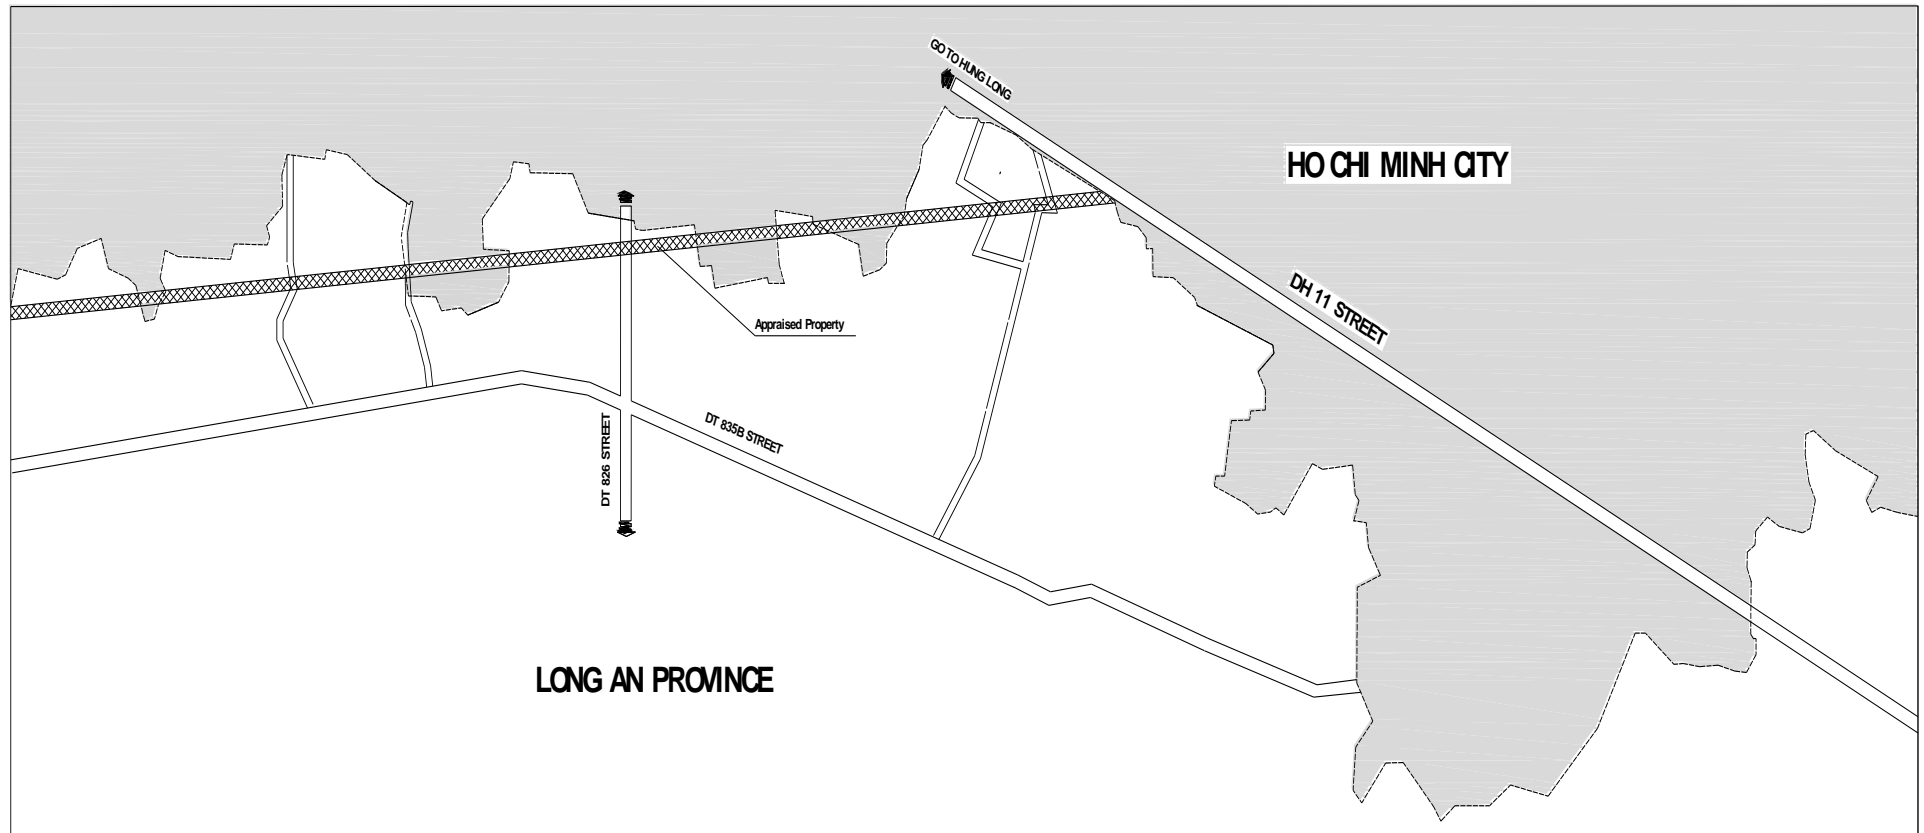 GO TO HUNG LONG
HO CHI MINH CITY
DH 11 STREET
Appraised Property
DT 826 STREET
DT 835B STREET
LONG AN PROVINCE